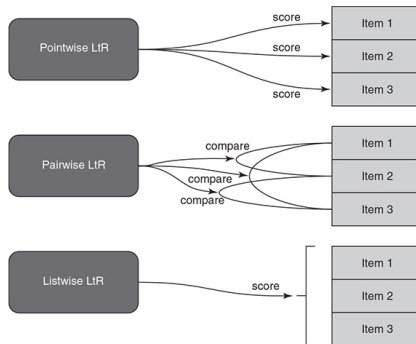 Pointwise LtR
score
score
score
Item 1
Item 2
Item 3
Pairwise LtR
compare
compare
compare
Item 1
Item 2
Item 3
Listwise LtR
score
Item 1
Item 2
Item 3